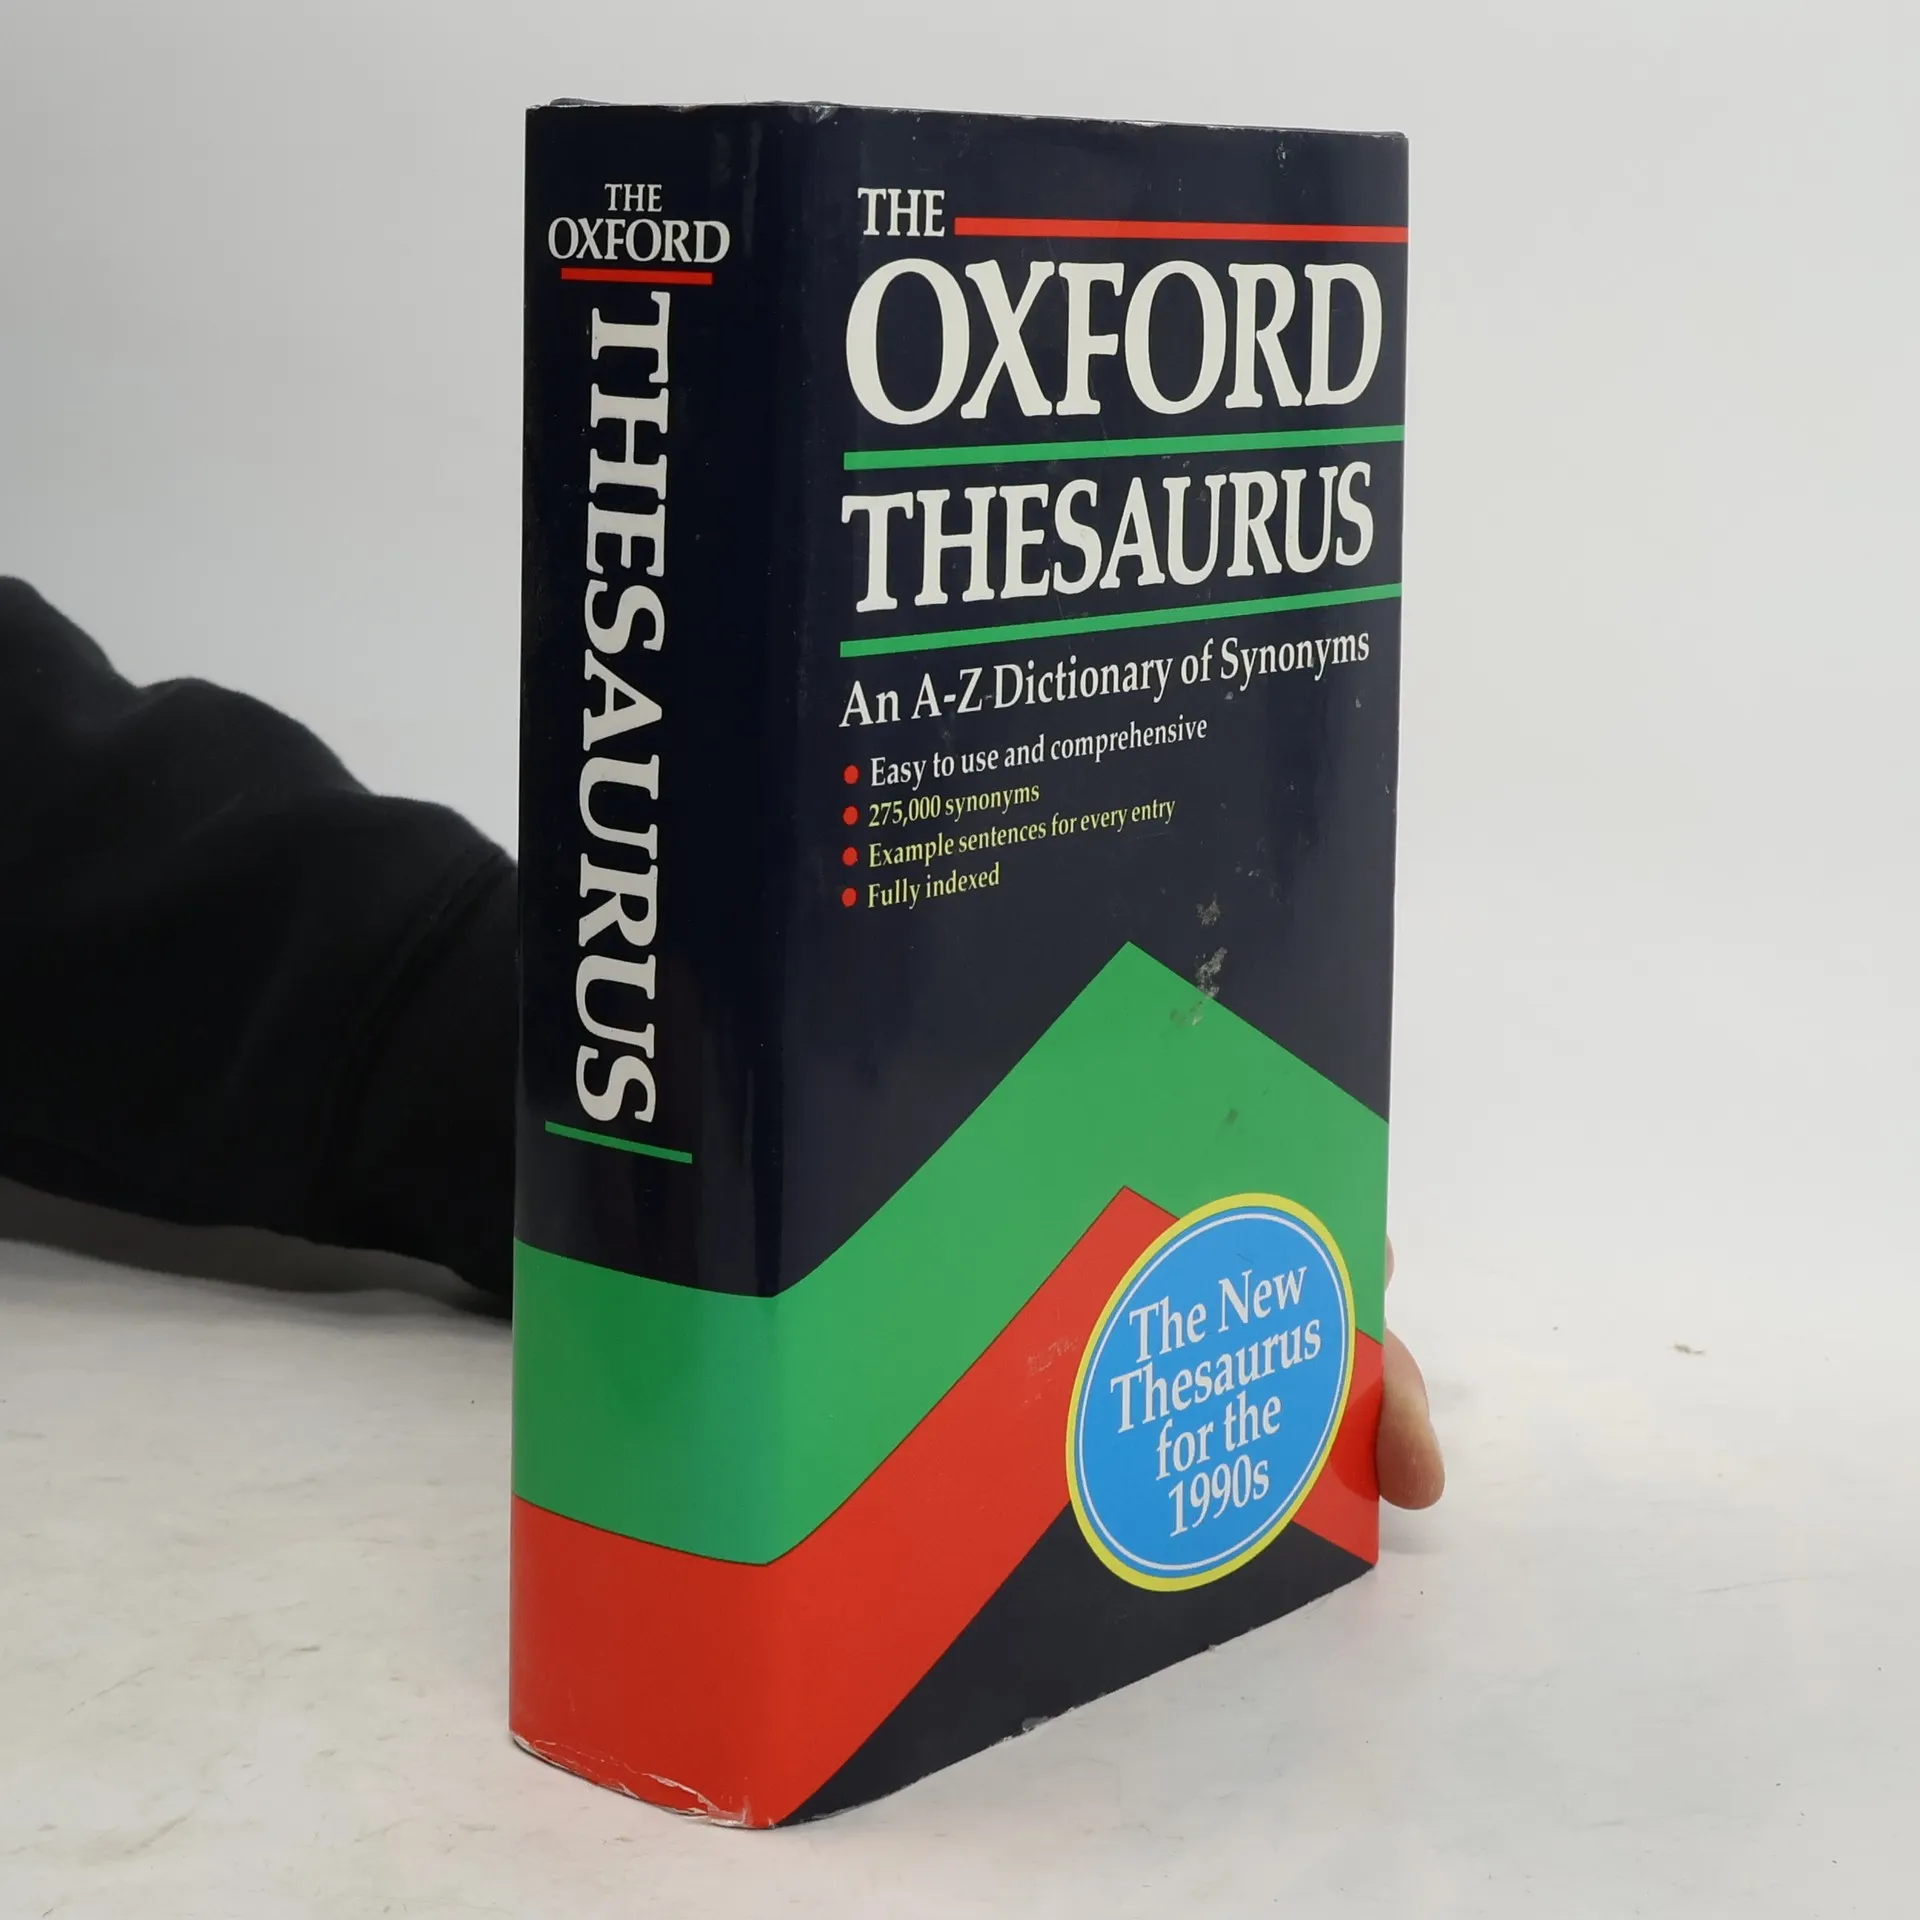 THE
OXFORD
THESAURUS
THE
OXFORD
THESAURUS
An A-Z Dictionary of Synonyms
• Easy to use and comprehensive
• 275,000 synonyms
• Example sentences for every entry
• Fully indexed
The New
Thesaurus
for the
1990s